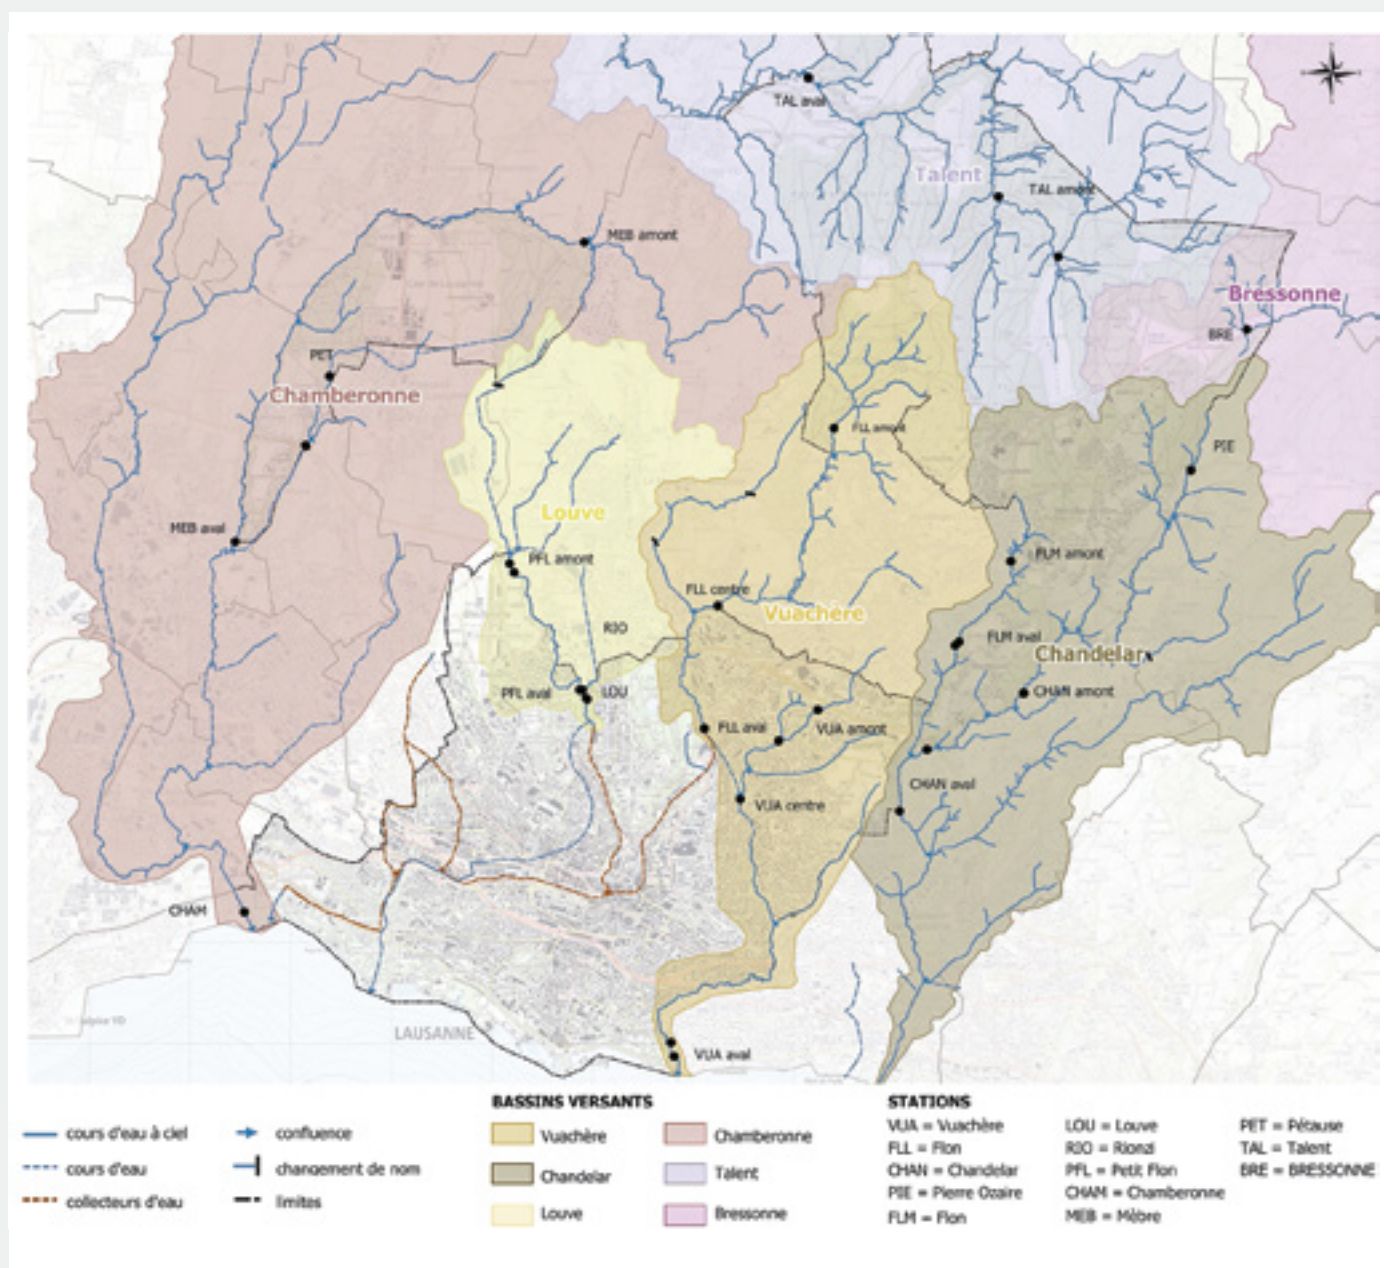 TAL aval
Talent
TAL amont
MEB amont
Bressonne
BRE
PET
Chamberonne
FLL amont
PIE
Louve
MEB aval
PFL amont
FLM amont
FLL centre
Vuachère
RIO
FLM aval
Chandelar
PFL aval
LOU
CHAN amont
FLL aval
VUA amont
CHAN aval
VUA centre
CHAM
LAUSANNE
VUA aval
cours d'eau à ciel
cours d'eau
collecteurs d'eau
confluence
changement de nom
limites
BASSINS VERSANTS
Vuachère
Chandelar
Louve
Chamberonne
Talent
Bressonne
STATIONS
VUA = Vuachère
FLL = Flon
CHAN = Chandelar
PIE = Pierre Ozaire
FLM = Flon
LOU = Louve
RIO = Rionzi
PFL = Petit Flon
CHAM = Chamberonne
MEB = Mèbre
PET = Pétause
TAL = Talent
BRE = BRESSONNE